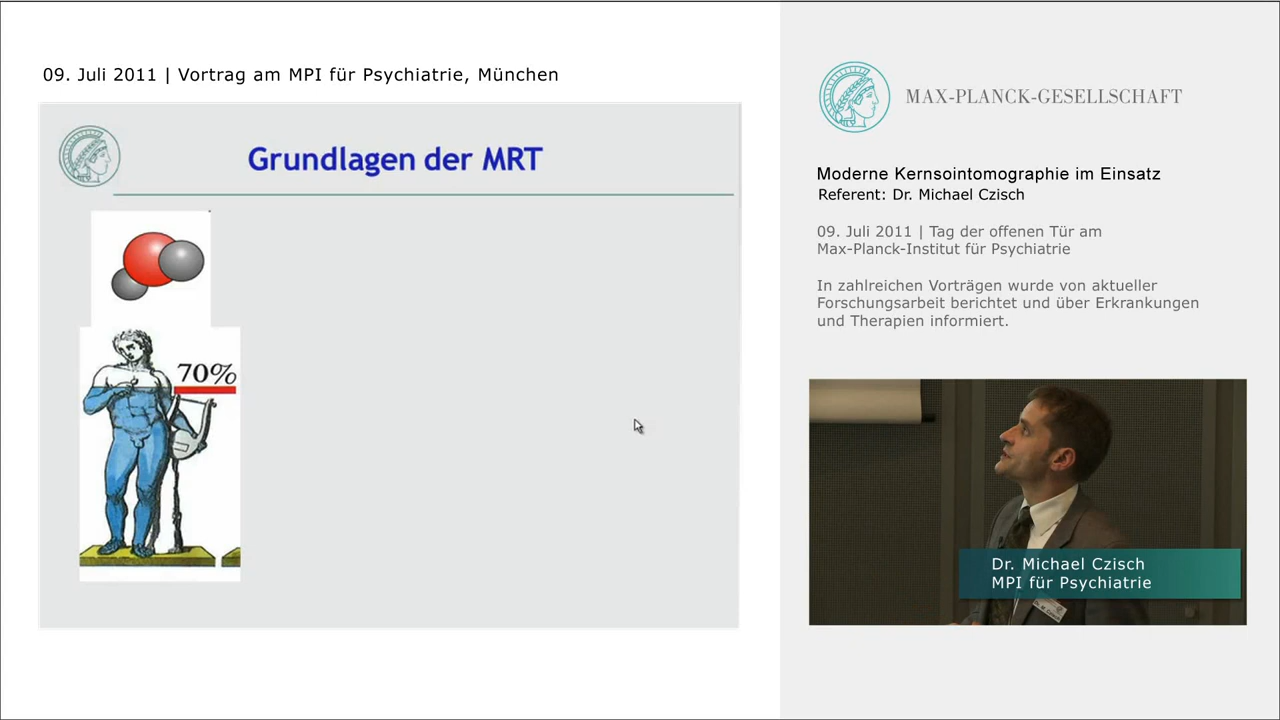 09. Juli 2011 | Vortrag am MPI für Psychiatrie, München
Grundlagen der MRT
70%
MAX-PLANCK-GESELLSCHAFT
Moderne Kernsointomographie im Einsatz
Referent: Dr. Michael Czisch
09. Juli 2011 | Tag der offenen Tür am
Max-Planck-Institut für Psychiatrie
In zahlreichen Vorträgen wurde von aktueller
Forschungsarbeit berichtet und über Erkrankungen
und Therapien informiert.
Dr. Michael Czisch
MPI für Psychiatrie